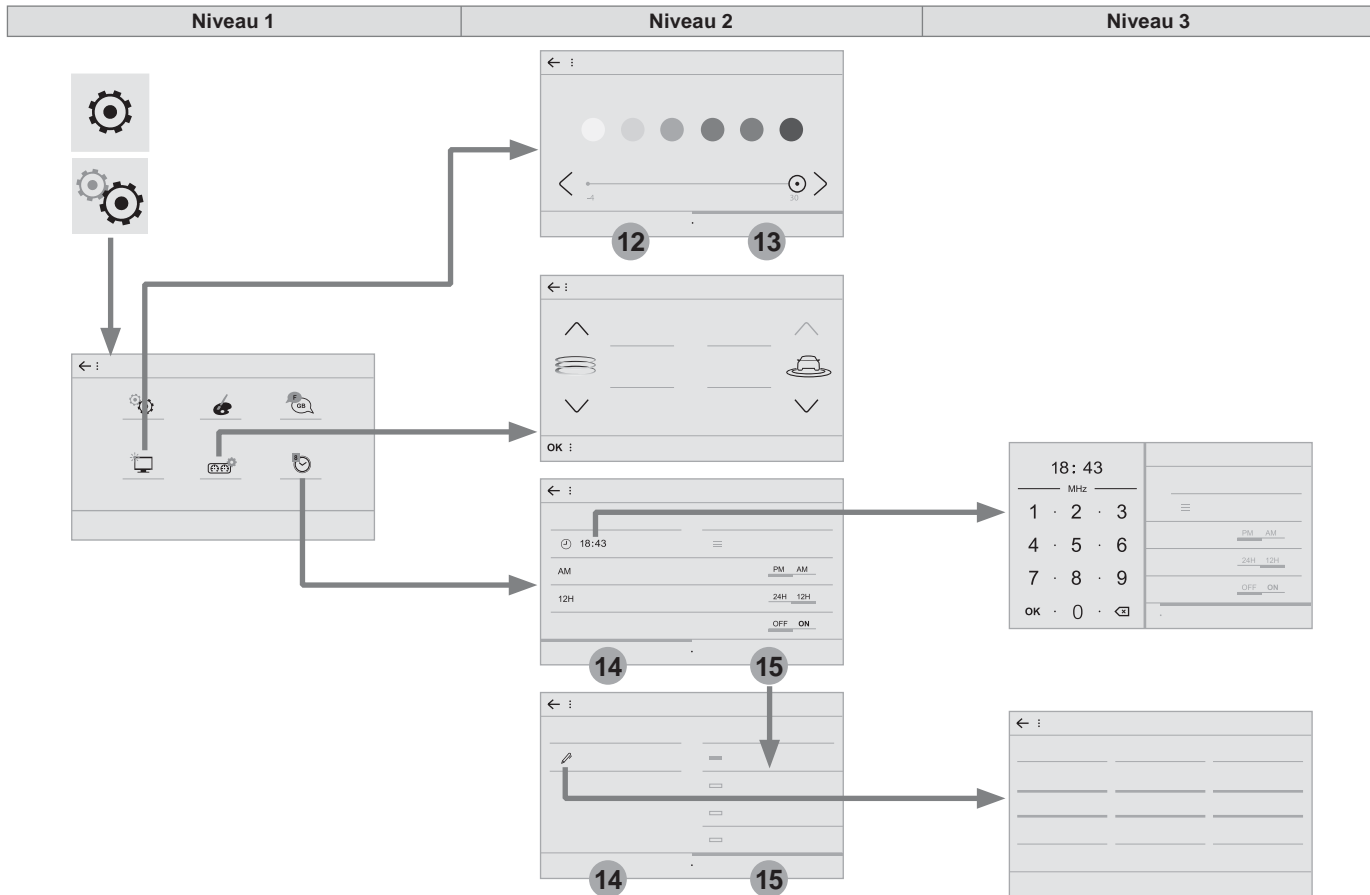 Niveau 1
Niveau 2
Niveau 3
-4
30
12
13
F
GB
OK
18:43
AM
PM AM
12H
24H 12H
OFF ON
14
15
18:43
MHz
1 · 2 · 3
4 · 5 · 6
7 · 8 · 9
OK · 0 ·
PM AM
24H 12H
OFF ON
14
15